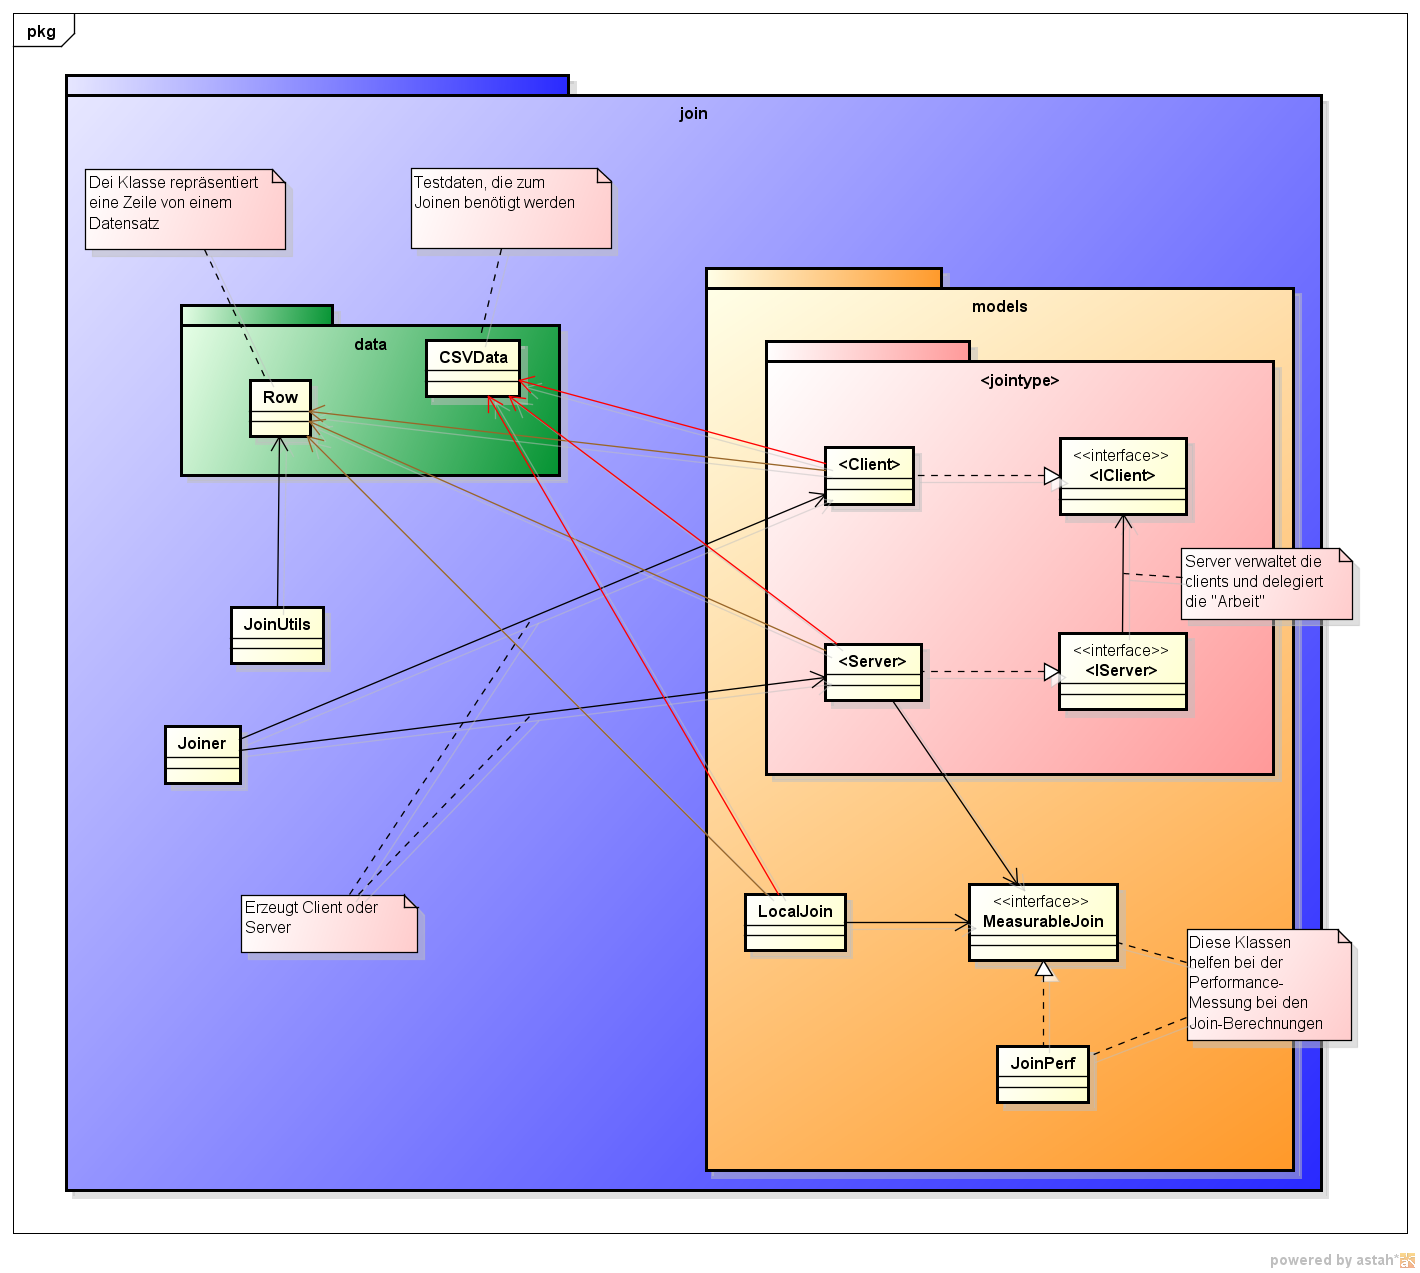 pkg
join
Dei Klasse repräsentiert
eine Zeile von einem
Datensatz
Testdaten, die zum
Joinen benötigt werden
models
data
CSVData
Row
<jointype>
<Client>
<<interface>>
<IClient>
Server verwaltet die
clients und delegiert
die "Arbeit"
JoinUtils
<Server>
<<interface>>
<IServer>
Joiner
Erzeugt Client oder
Server
LocalJoin
<<interface>>
MeasurableJoin
Diese Klassen
helfen bei der
Performance-
Messung bei den
Join-Berechnungen
JoinPerf
powered by astah*